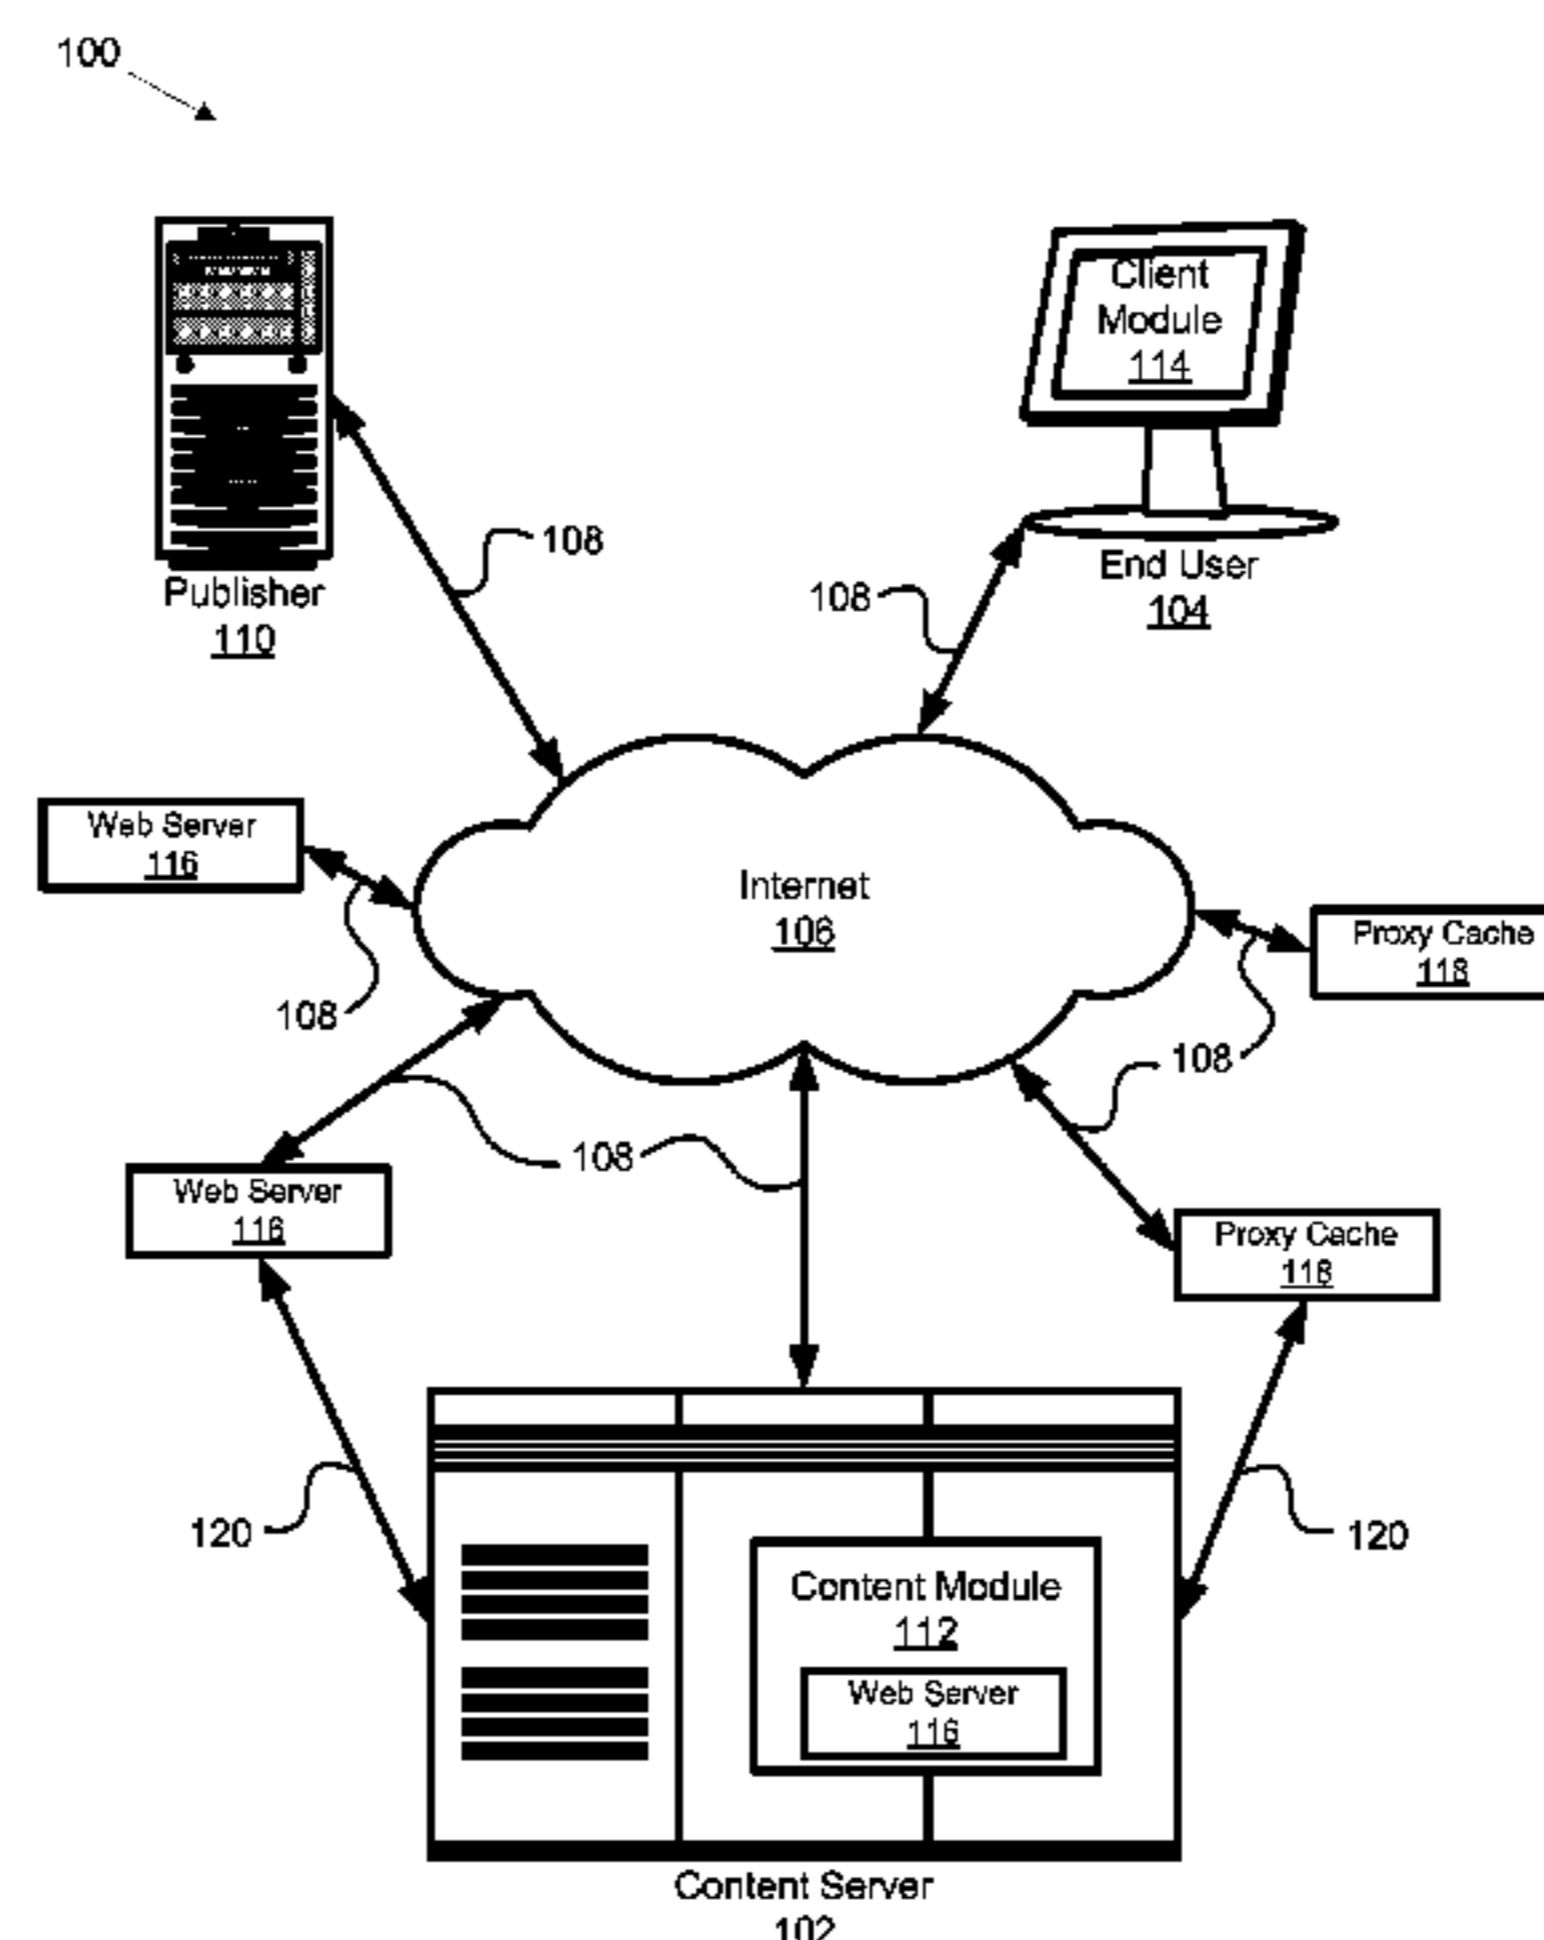 100
Client
Module
114
108
Publisher
110
End User
104
108
Web Server
116
Internet
106
Proxy Cache
118
108
108
108
Web Server
116
Proxy Cache
118
120
120
Content Module
112
Web Server
116
Content Server
102